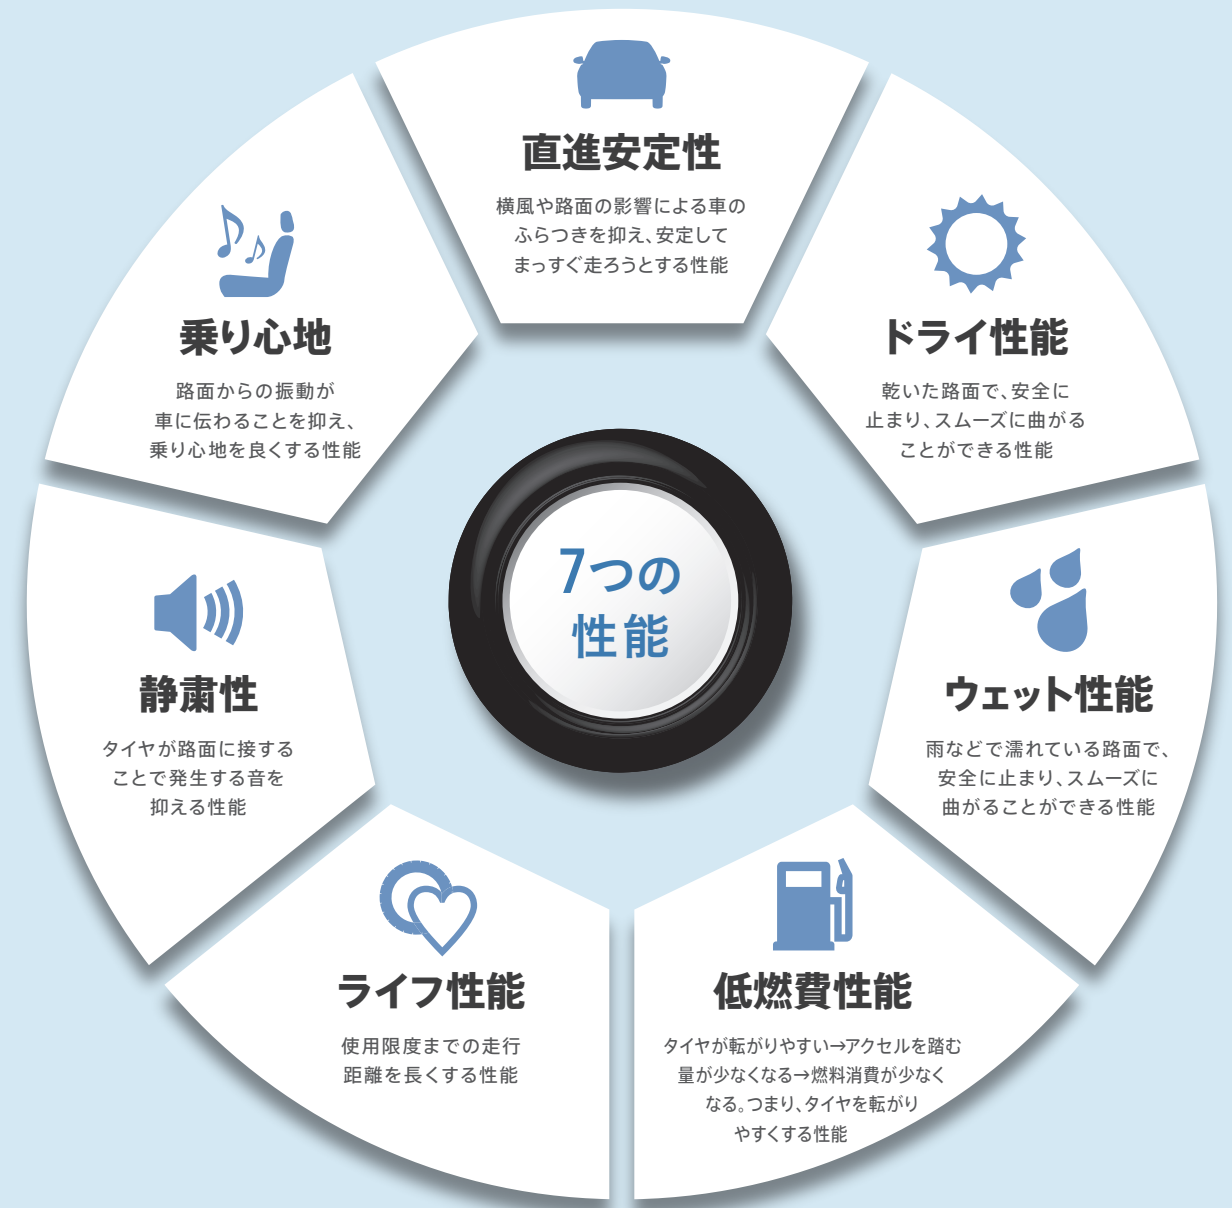 直進安定性
横風や路面の影響による車の
ふらつきを抑え、安定して
まっすぐ走ろうとする性能
ドライ性能
乾いた路面で、安全に
止まり、スムーズに曲がる
ことができる性能
ウェット性能
雨などで濡れている路面で、
安全に止まり、スムーズに
曲がることができる性能
低燃費性能
タイヤが転がりやすい→アクセルを踏む
量が少なくなる→燃料消費が少なく
なる。つまり、タイヤを転がり
やすくする性能
ライフ性能
使用限度までの走行
距離を長くする性能
静粛性
タイヤが路面に接する
ことで発生する音を
抑える性能
乗り心地
路面からの振動が
車に伝わることを抑え、
乗り心地を良くする性能
7つの
性能